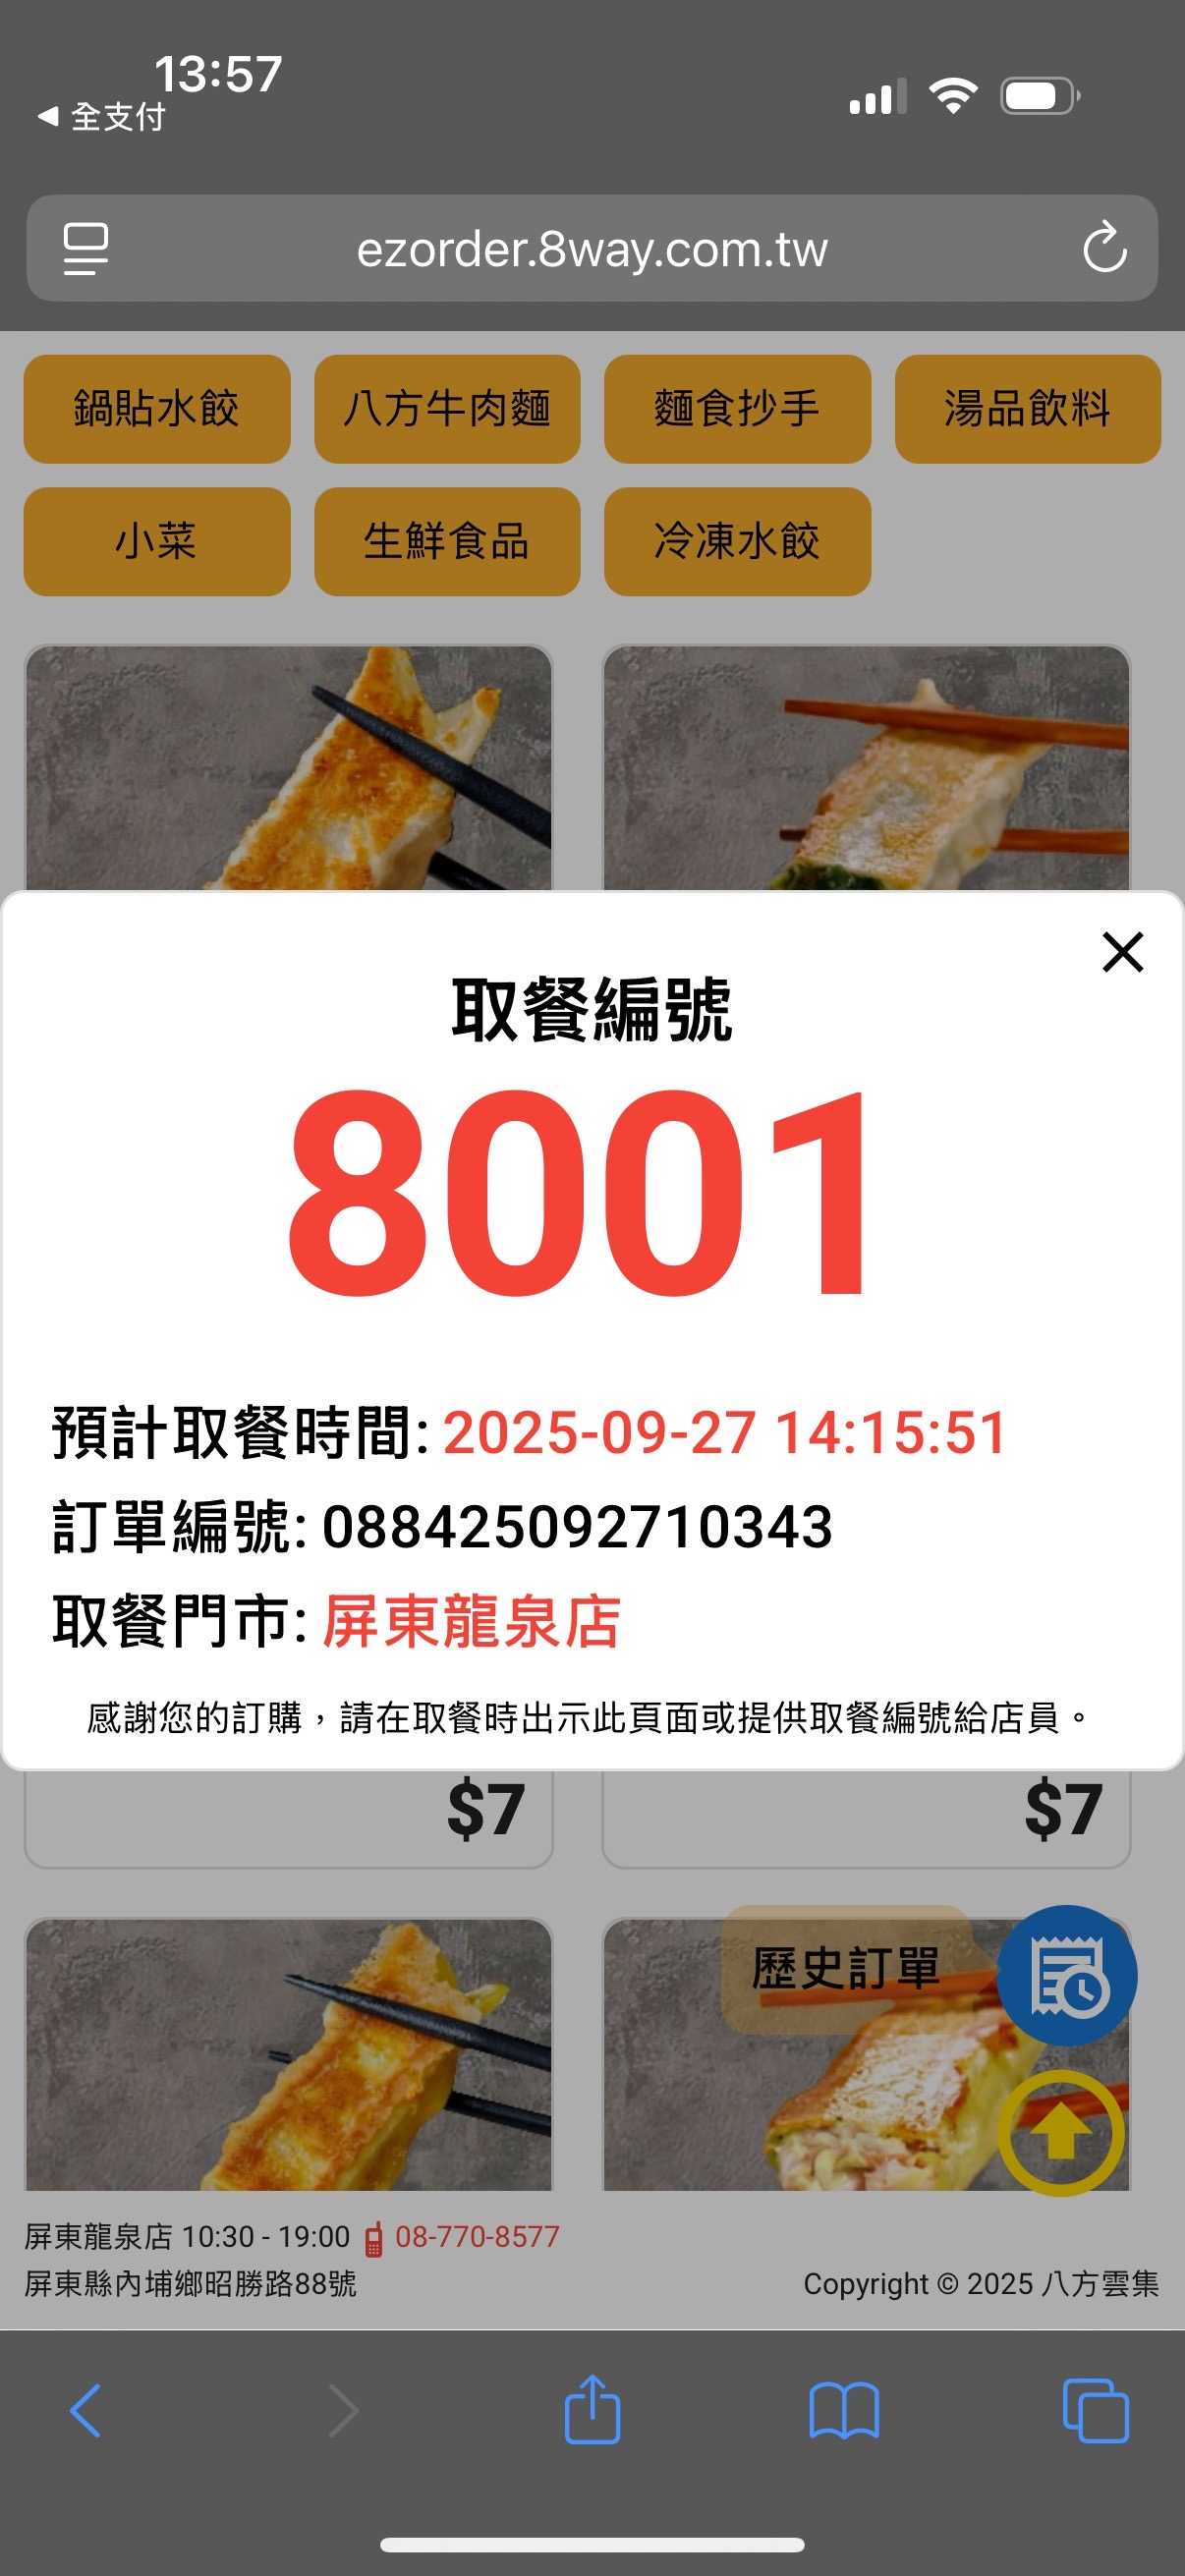 13:57
全支付
ezorder.8way.com.tw
鍋貼水餃
八方牛肉麵
麵食抄手
湯品飲料
小菜
生鮮食品
冷凍水餃
取餐編號
8001
預計取餐時間: 2025-09-27 14:15:51
訂單編號: 088425092710343
取餐門市: 屏東龍泉店
感謝您的訂購，請在取餐時出示此頁面或提供取餐編號給店員。
$7
$7
歷史訂單
屏東龍泉店 10:30 - 19:00 08-770-8577
屏東縣內埔鄉昭勝路88號
Copyright © 2025 八方雲集